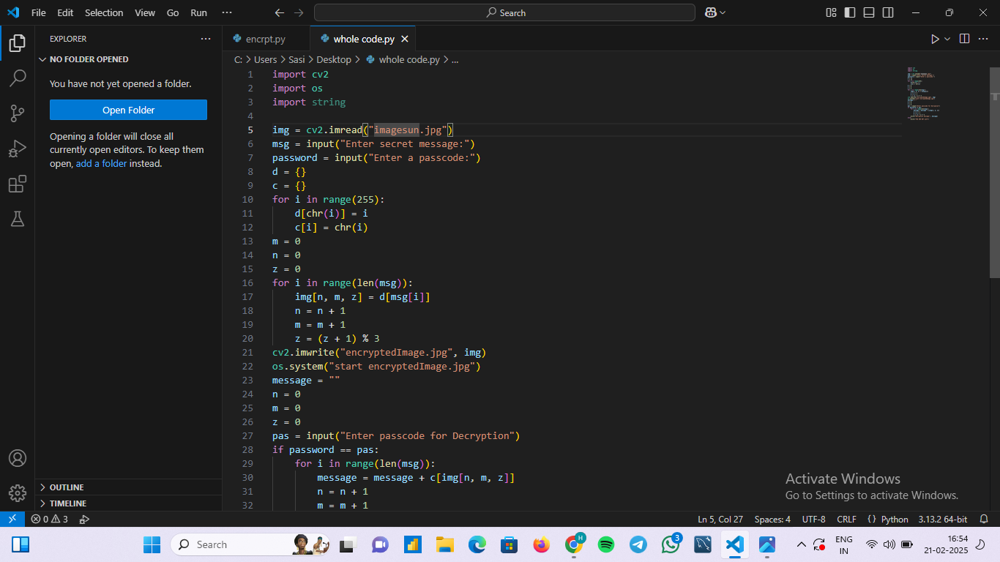 File Edit Selection View Go Run ···
Search
EXPLORER ···
NO FOLDER OPENED
You have not yet opened a folder.
Open Folder
Opening a folder will close all
currently open editors. To keep them
open, add a folder instead.
OUTLINE
TIMELINE
encrpt.py
whole code.py
C: > Users > Sasi > Desktop > whole code.py > ...
1 import cv2
2 import os
3 import string
4
5 img = cv2.imread("imagesun.jpg")
6 msg = input("Enter secret message:")
7 password = input("Enter a passcode:")
8 d = {}
9 c = {}
10 for i in range(255):
11     d[chr(i)] = i
12     c[i] = chr(i)
13 m = 0
14 n = 0
15 z = 0
16 for i in range(len(msg)):
17     img[n, m, z] = d[msg[i]]
18     n = n + 1
19     m = m + 1
20     z = (z + 1) % 3
21 cv2.imwrite("encryptedImage.jpg", img)
22 os.system("start encryptedImage.jpg")
23 message = ""
24 n = 0
25 m = 0
26 z = 0
27 pas = input("Enter passcode for Decryption")
28 if password == pas:
29     for i in range(len(msg)):
30         message = message + c[img[n, m, z]]
31         n = n + 1
32         m = m + 1
Activate Windows
Go to Settings to activate Windows.
0 3
Ln 5, Col 27 Spaces: 4 UTF-8 CRLF {} Python 3.13.2 64-bit
Search
H
3
ENG
IN
16:54
21-02-2025